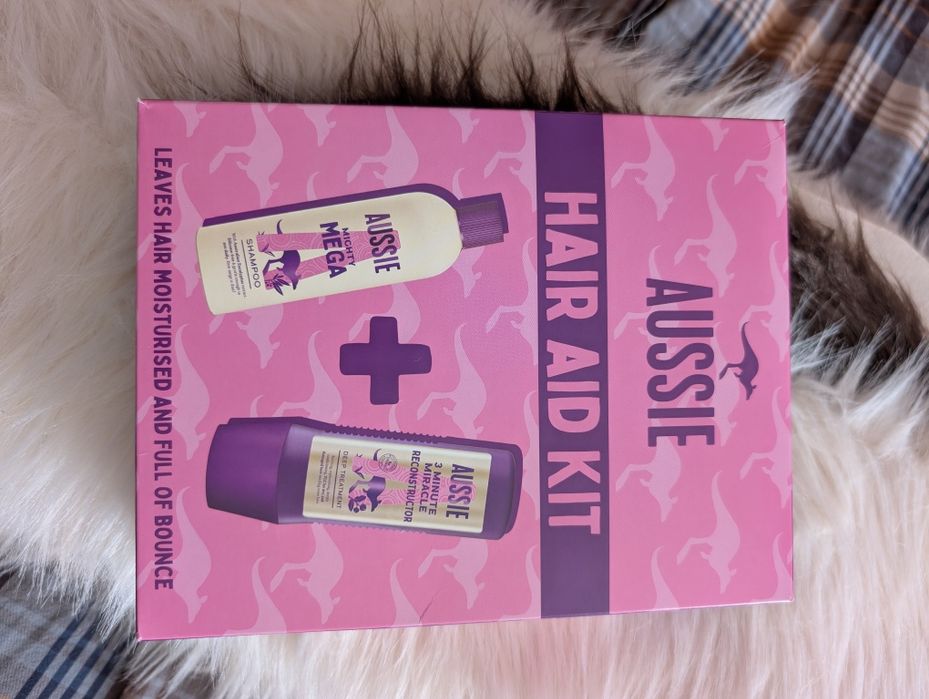 AUSSIE
HAIR AID KIT
AUSSIE
MIGHTY
MEGA
SHAMPOO
AUSSIE
3 MINUTE
MIRACLE
RECONSTRUCTOR
DEEP TREATMENT
LEAVES HAIR MOISTURISED AND FULL OF BOUNCE